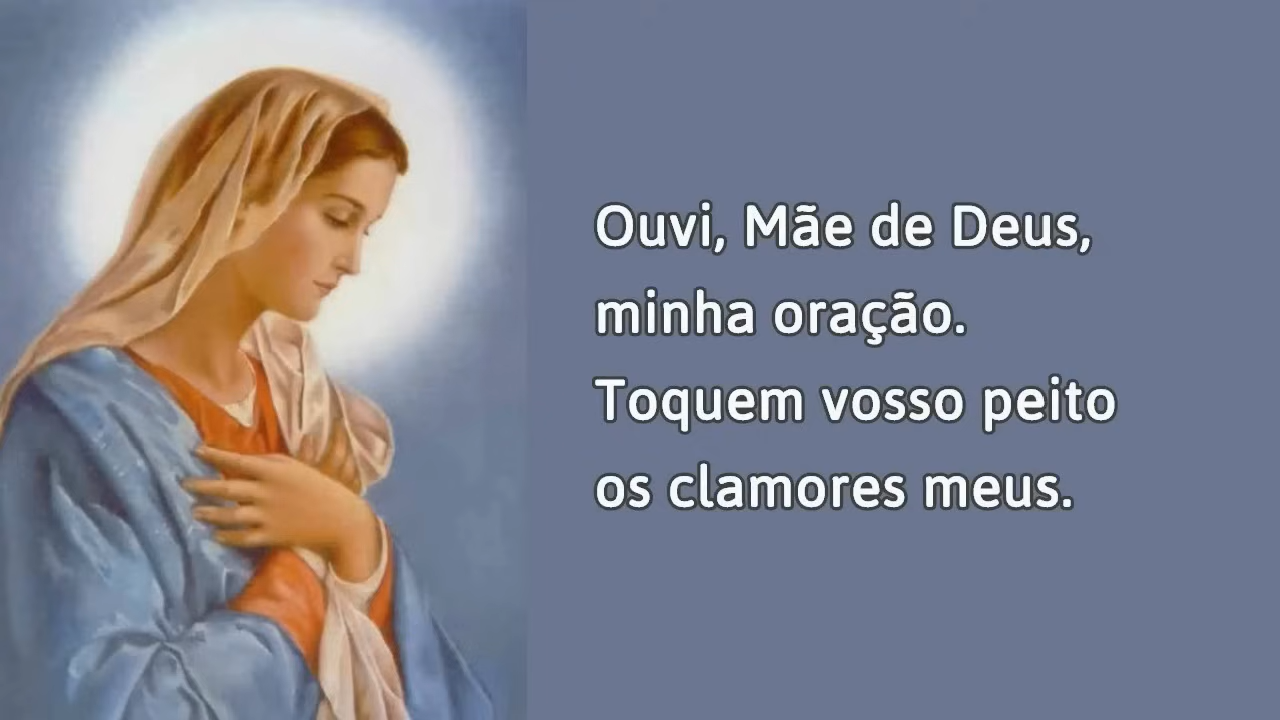 Ouvi, Mãe de Deus,
minha oração.
Toquem vosso peito
os clamores meus.